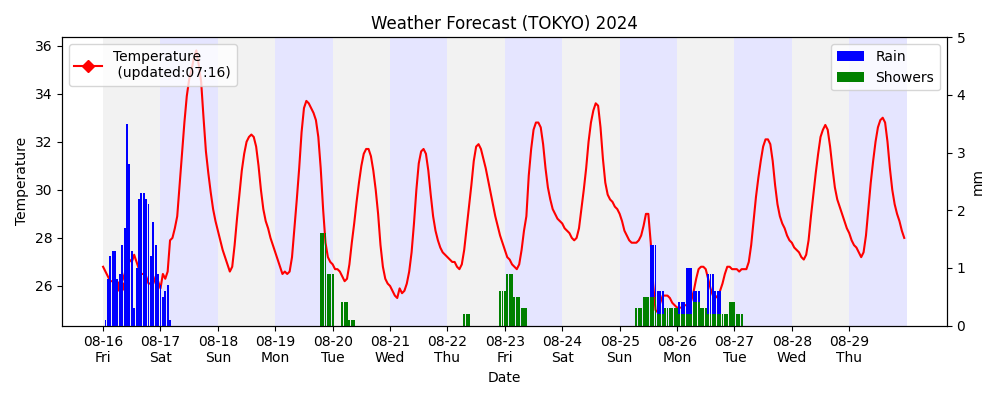 Weather Forecast (TOKYO) 2024
Temperature
(updated:07:16)
Rain
Showers
36
34
32
30
28
26
Temperature
5
4
3
2
1
0
mm
08-16 08-17 08-18 08-19 08-20 08-21 08-22 08-23 08-24 08-25 08-26 08-27 08-28 08-29
Fri Sat Sun Mon Tue Wed Thu Fri Sat Sun Mon Tue Wed Thu
Date